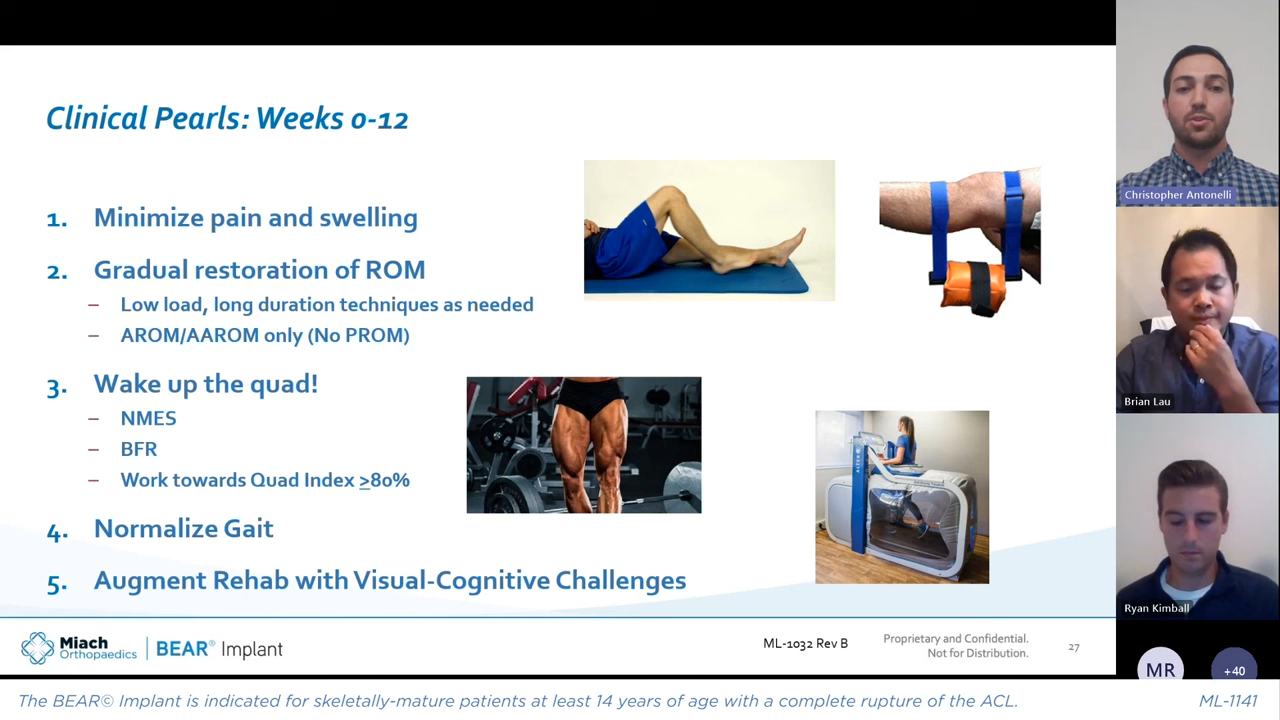 Clinical Pearls: Weeks 0-12
1. Minimize pain and swelling
2. Gradual restoration of ROM
– Low load, long duration techniques as needed
– AROM/AAROM only (No PROM)
3. Wake up the quad!
– NMES
– BFR
– Work towards Quad Index ≥80%
4. Normalize Gait
5. Augment Rehab with Visual-Cognitive Challenges
Miach
Orthopaedics
BEAR® Implant
ML-1032 Rev B
Proprietary and Confidential.
Not for Distribution.
27
Christopher Antonelli
Brian Lau
Ryan Kimball
MR
+40
The BEAR© Implant is indicated for skeletally-mature patients at least 14 years of age with a complete rupture of the ACL.
ML-1141